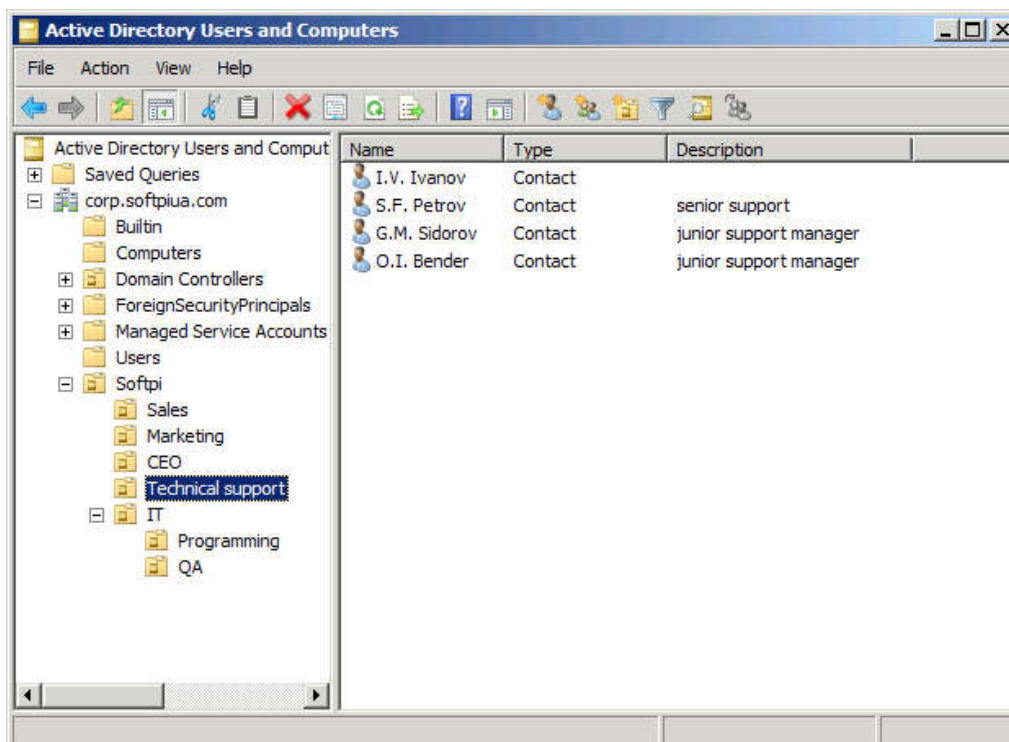 Active Directory Users and Computers
File Action View Help
Active Directory Users and Comput
Saved Queries
corp.softpiua.com
Builtin
Computers
Domain Controllers
ForeignSecurityPrincipals
Managed Service Accounts
Users
Softpi
Sales
Marketing
CEO
Technical support
IT
Programming
QA
Name Type Description
I.V. Ivanov Contact
S.F. Petrov Contact senior support
G.M. Sidorov Contact junior support manager
O.I. Bender Contact junior support manager